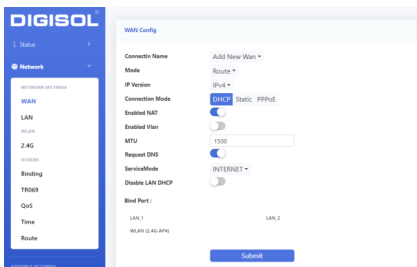 DIGISOL
Status
Network
NETWORK SETTINGS
WAN
LAN
WLAN
2.4G
OTHERS
Binding
TR069
QoS
Time
Route
WAN Config
Connectin Name Add New Wan
Mode Route
IP Version IPv4
Connection Mode DHCP Static PPPoE
Enabled NAT
Enabled Vlan
MTU 1500
Request DNS
ServiceMode INTERNET
Disable LAN DHCP
Bind Port :
LAN_1 LAN_2
WLAN (2.4G-AP4)
Submit